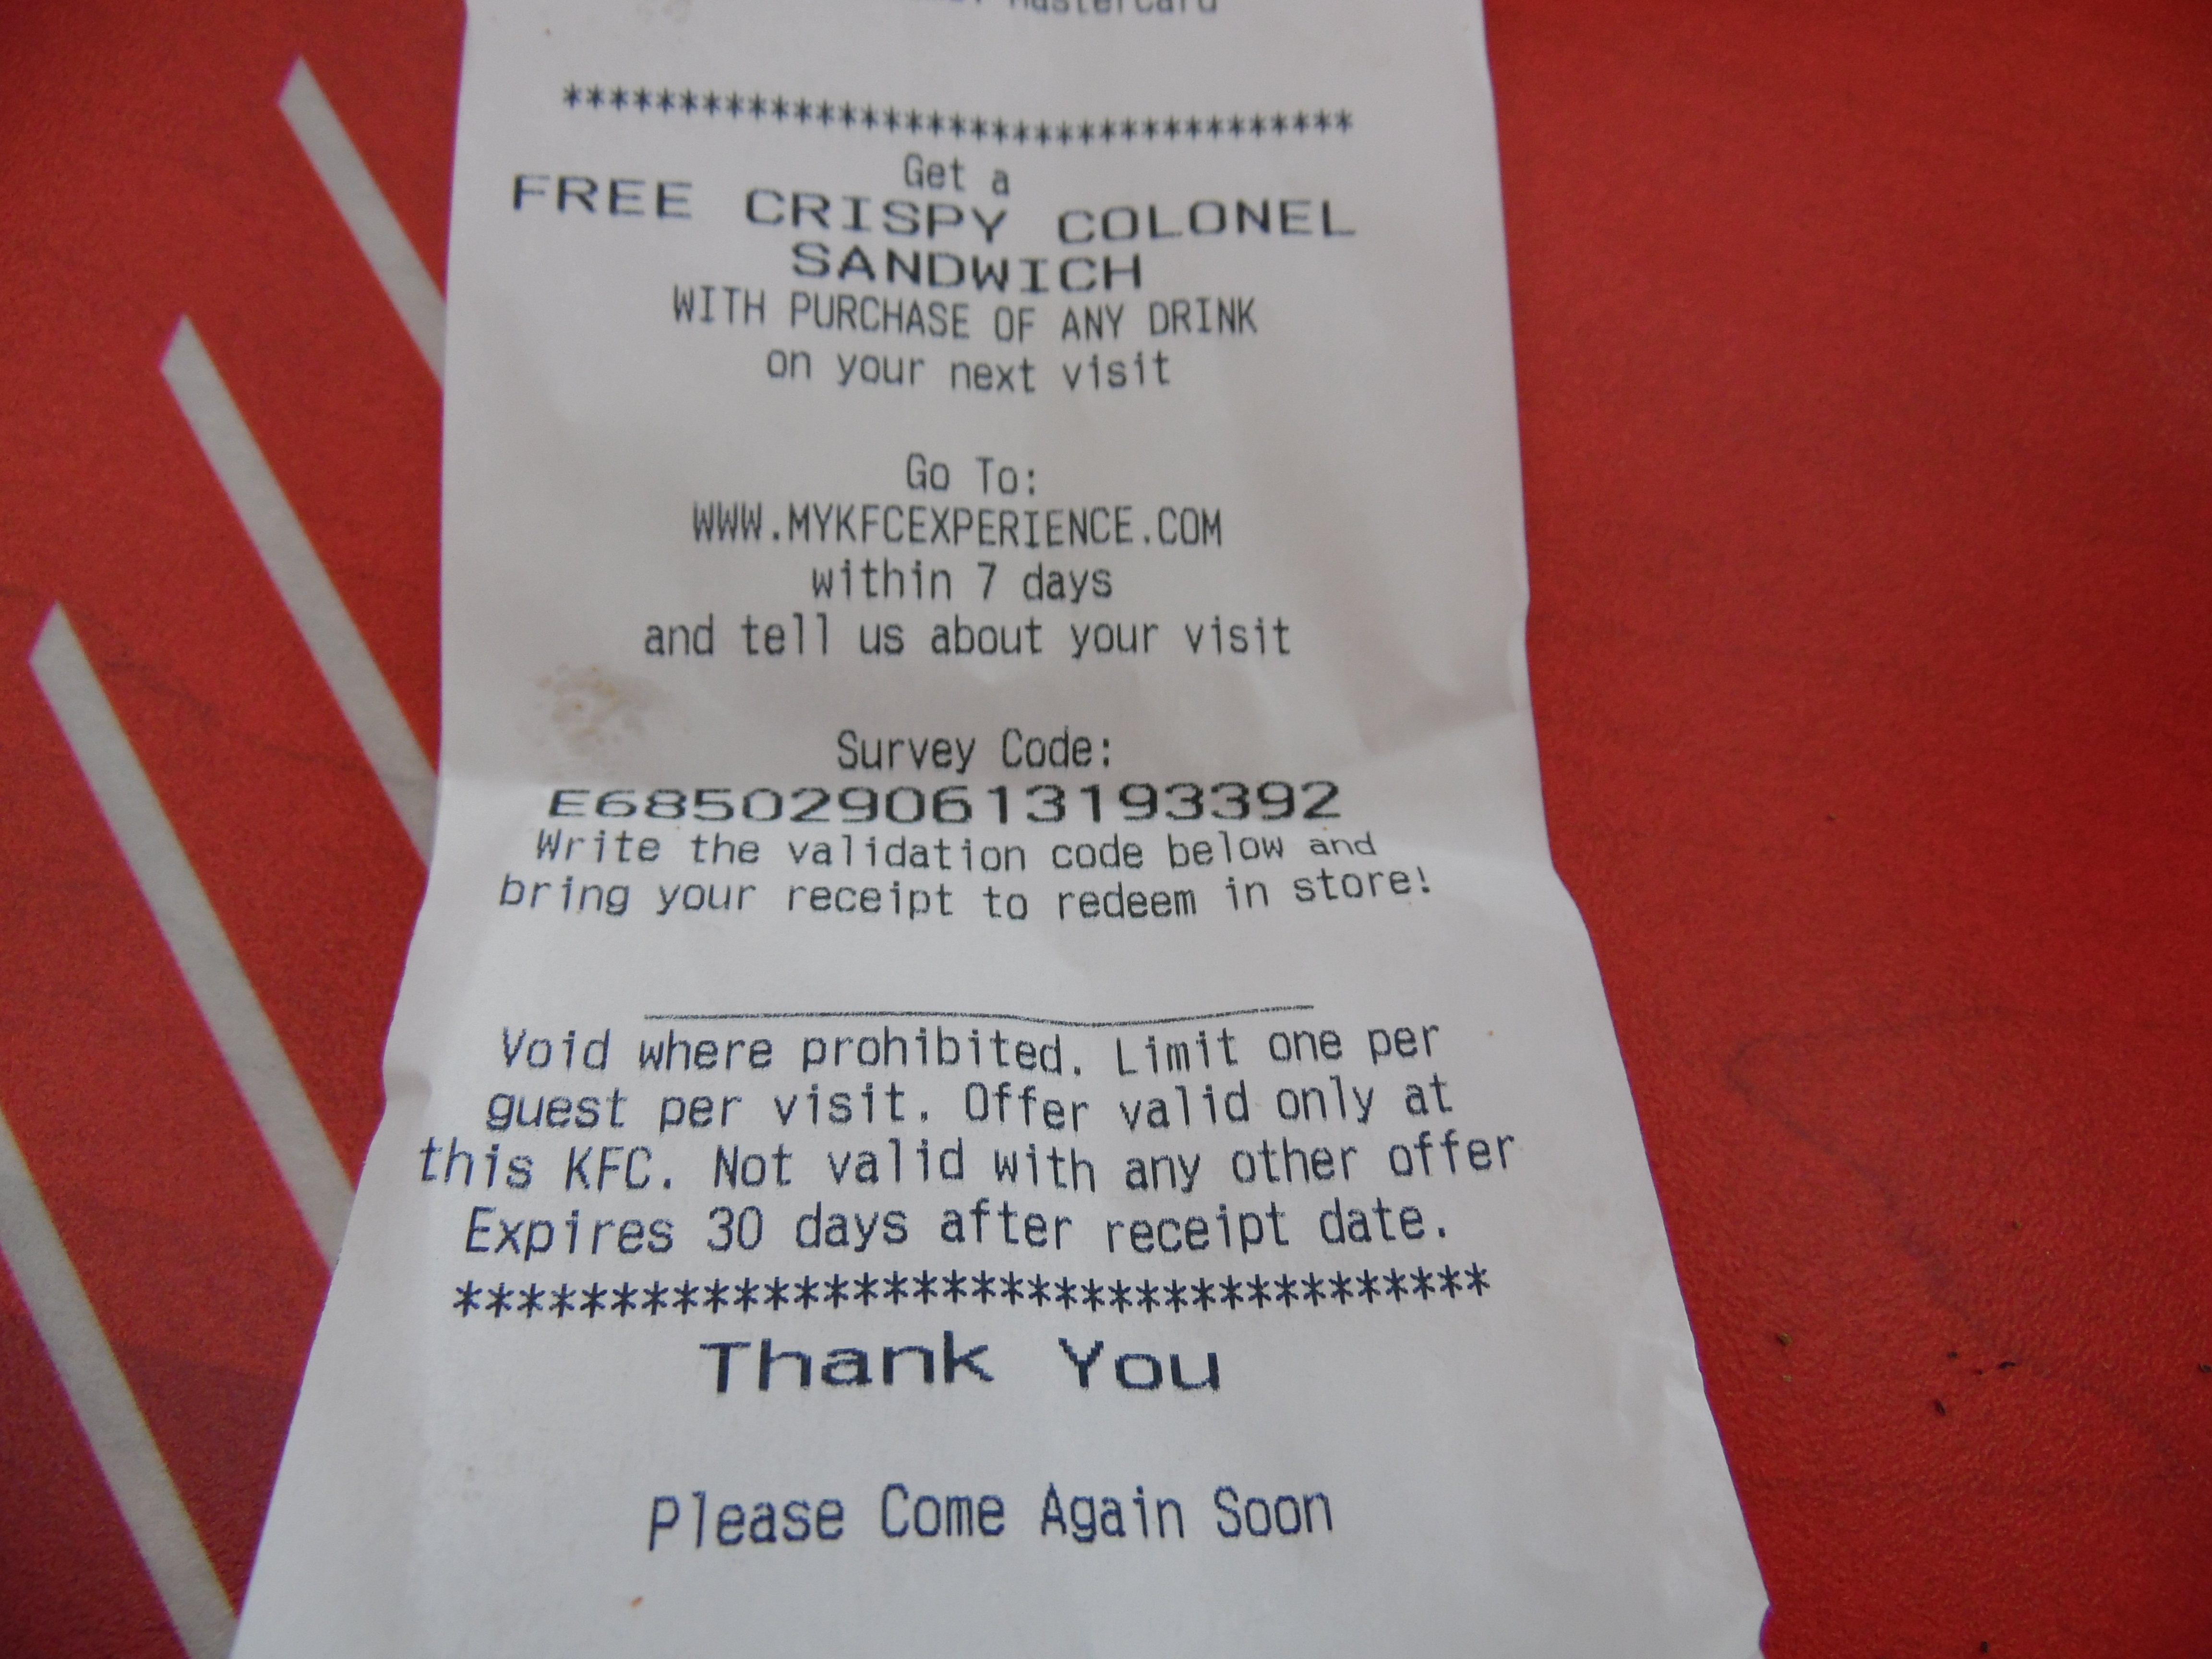 MasterCard
***********************************
Get a
FREE CRISPY COLONEL
SANDWICH
WITH PURCHASE OF ANY DRINK
on your next visit
Go To:
WWW.MYKFCEXPERIENCE.COM
within 7 days
and tell us about your visit
Survey Code:
E6850290613193392
Write the validation code below and
bring your receipt to redeem in store!
Void where prohibited. Limit one per
guest per visit. Offer valid only at
this KFC. Not valid with any other offer
Expires 30 days after receipt date.
***********************************
Thank You
Please Come Again Soon